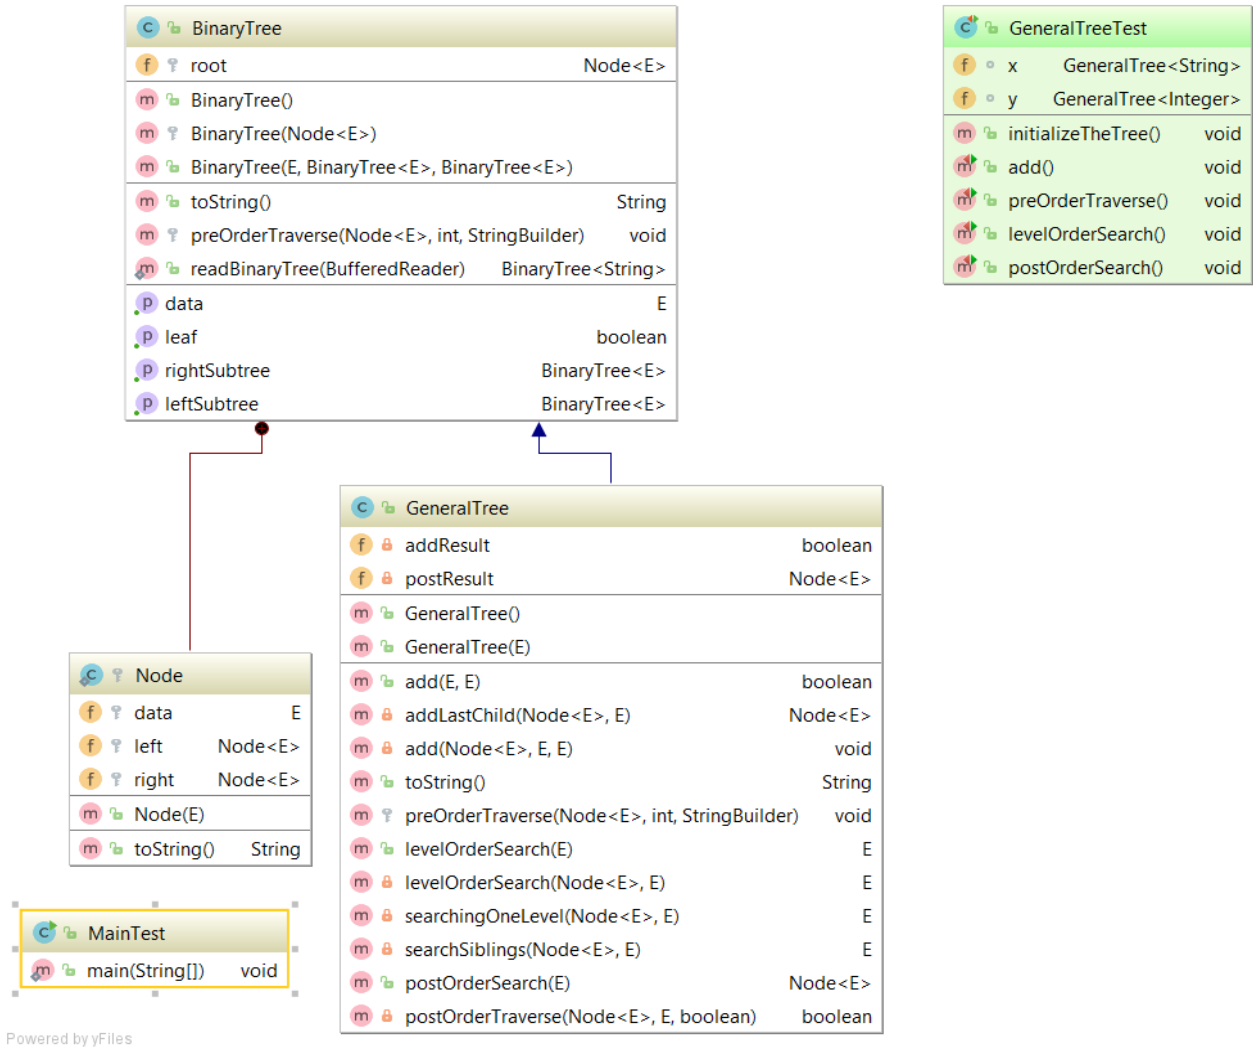 BinaryTree
root Node<E>
BinaryTree()
BinaryTree(Node<E>)
BinaryTree(E, BinaryTree<E>, BinaryTree<E>)
toString() String
preOrderTraverse(Node<E>, int, StringBuilder) void
readBinaryTree(BufferedReader) BinaryTree<String>
data E
leaf boolean
rightSubtree BinaryTree<E>
leftSubtree BinaryTree<E>
GeneralTreeTest
x GeneralTree<String>
y GeneralTree<Integer>
initializeTheTree() void
add() void
preOrderTraverse() void
levelOrderSearch() void
postOrderSearch() void
GeneralTree
addResult boolean
postResult Node<E>
GeneralTree()
GeneralTree(E)
add(E, E) boolean
addLastChild(Node<E>, E) Node<E>
add(Node<E>, E, E) void
toString() String
preOrderTraverse(Node<E>, int, StringBuilder) void
levelOrderSearch(E) E
levelOrderSearch(Node<E>, E) E
searchingOneLevel(Node<E>, E) E
searchSiblings(Node<E>, E) E
postOrderSearch(E) Node<E>
postOrderTraverse(Node<E>, E, boolean) boolean
Node
data E
left Node<E>
right Node<E>
Node(E)
toString() String
MainTest
main(String[]) void
Powered by yFiles